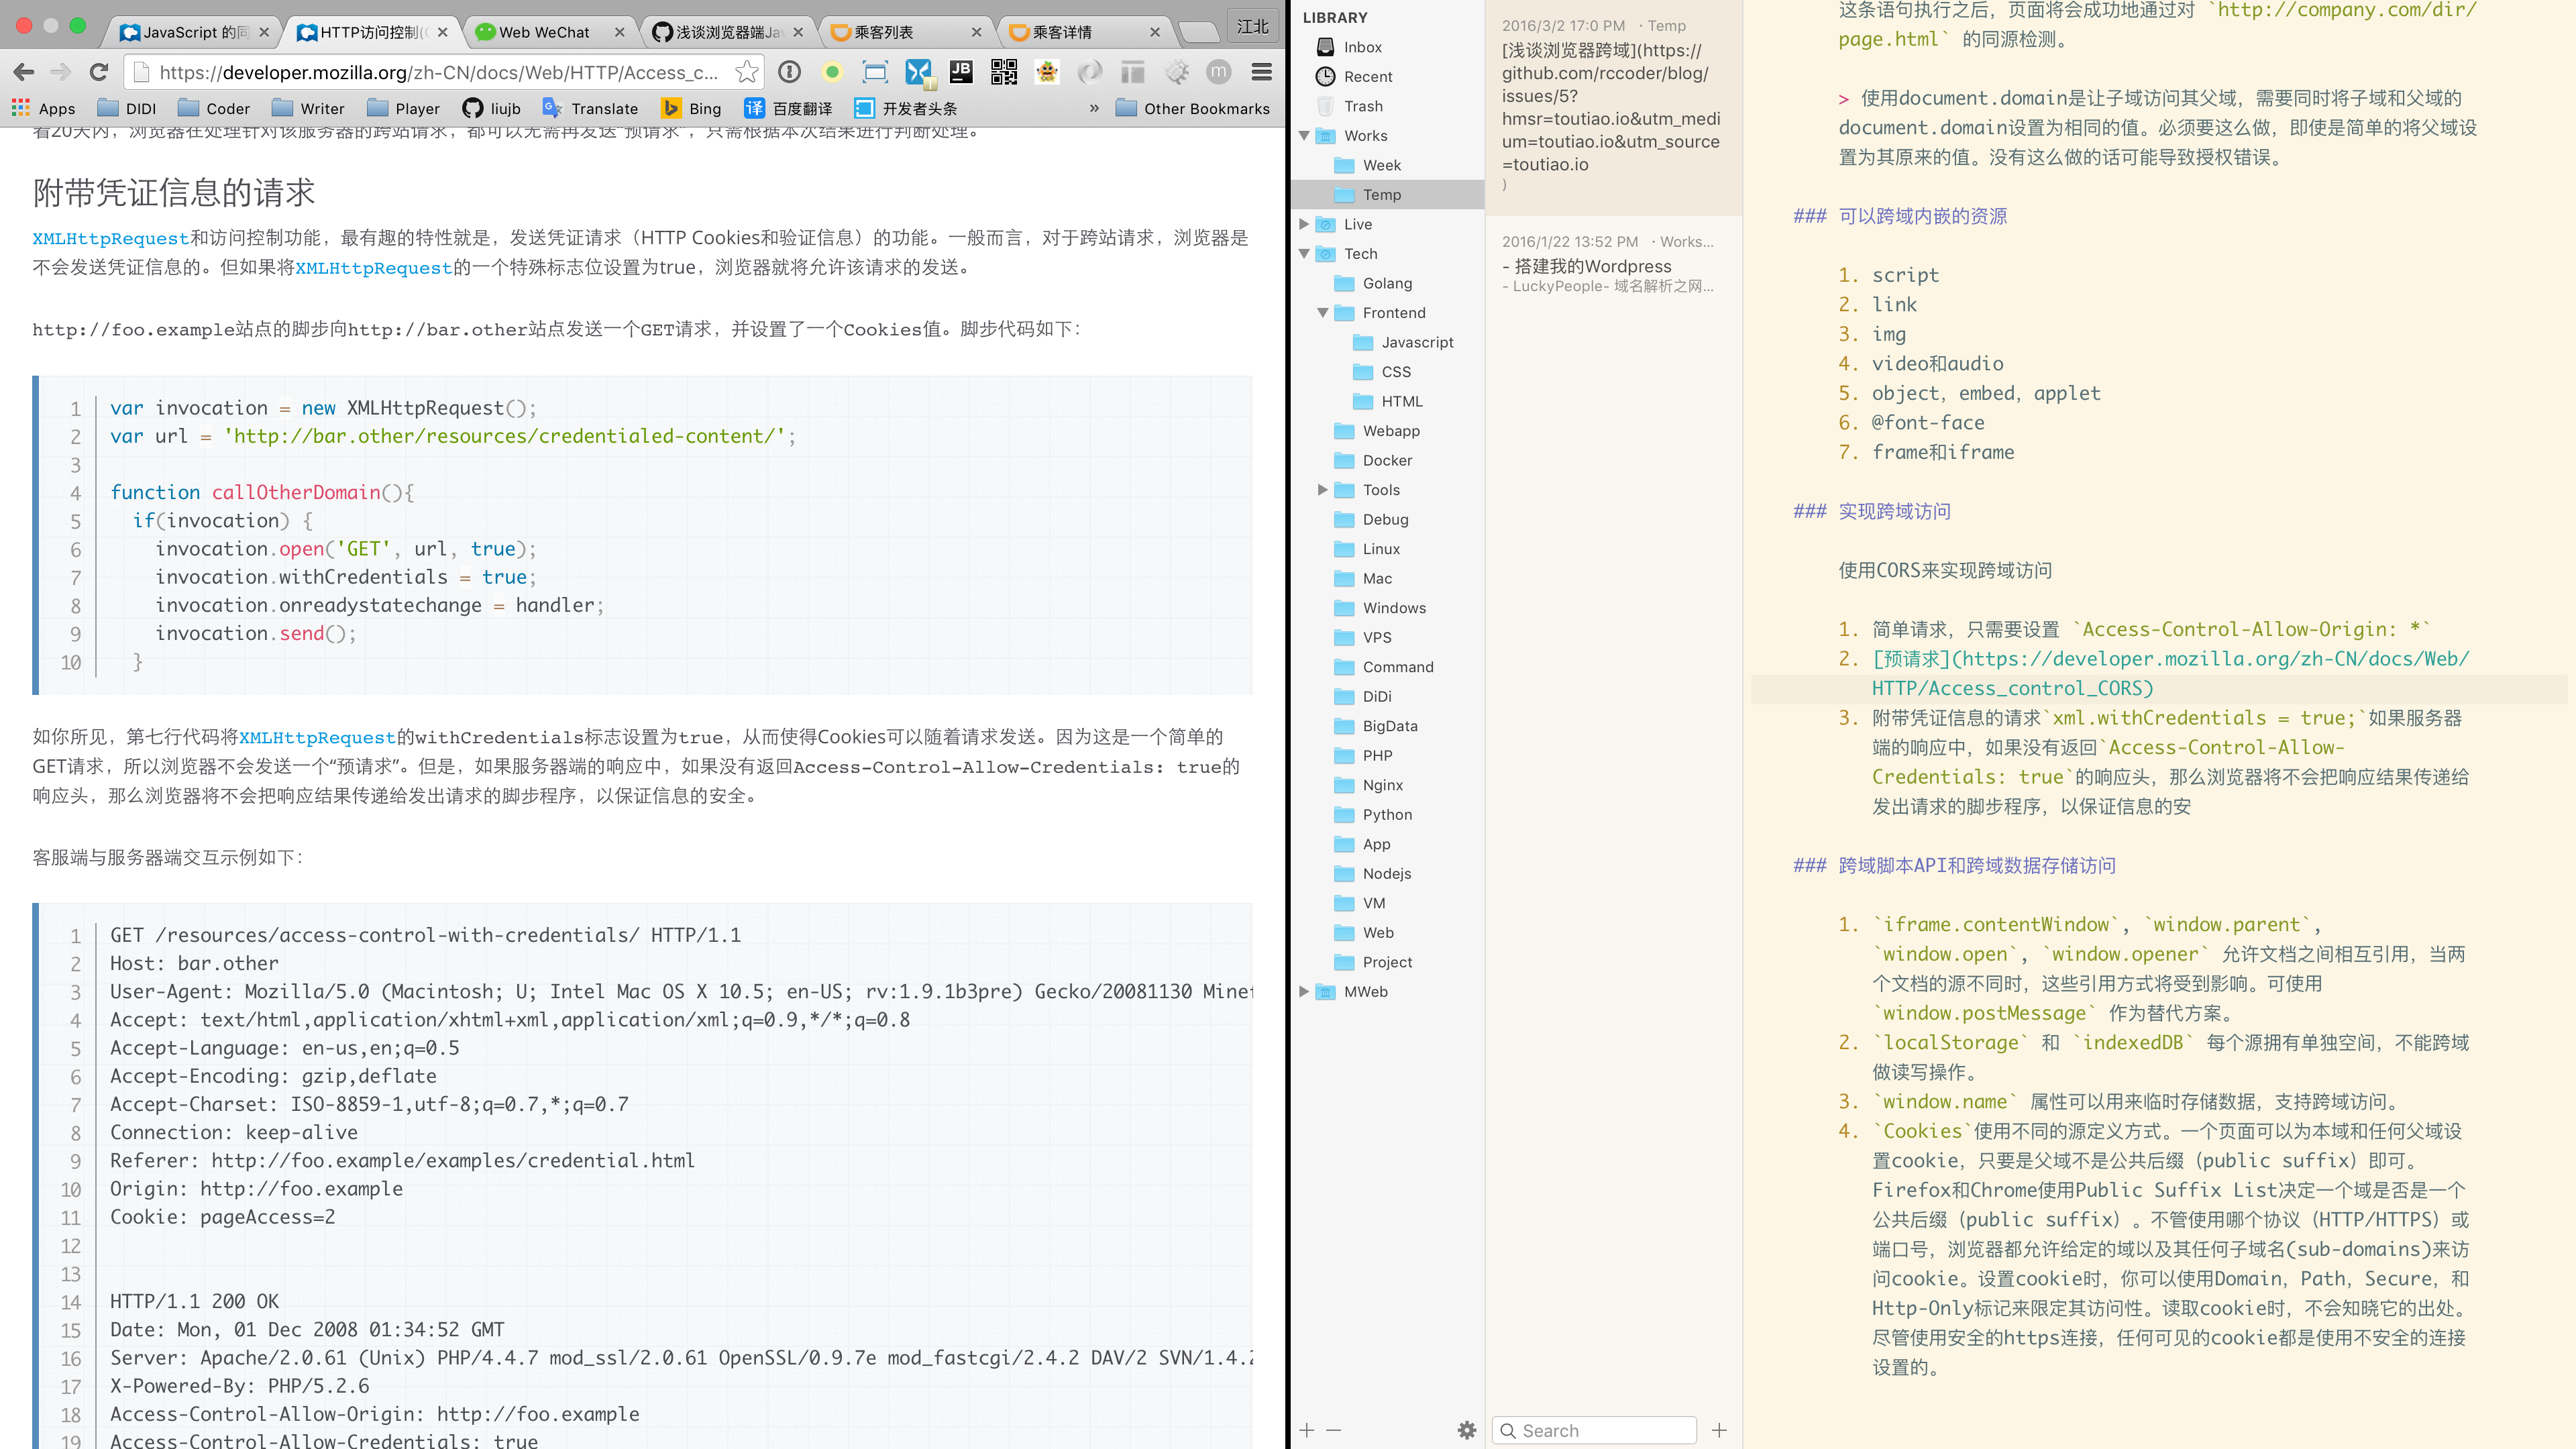 JavaScript 的同
HTTP访问控制(
Web WeChat
浅谈浏览器端Jav
乘客列表
乘客详情
江北
https://developer.mozilla.org/zh-CN/docs/Web/HTTP/Access_c...
Apps
DIDI
Coder
Writer
Player
liujb
Translate
Bing
百度翻译
开发者头条
»
Other Bookmarks
着20天内，浏览器在处理针对该服务器的跨站请求，都可以无需再发送“预请求”，只需根据本次结果进行判断处理。
附带凭证信息的请求
XMLHttpRequest和访问控制功能，最有趣的特性就是，发送凭证请求（HTTP Cookies和验证信息）的功能。一般而言，对于跨站请求，浏览器是
不会发送凭证信息的。但如果将XMLHttpRequest的一个特殊标志位设置为true，浏览器就将允许该请求的发送。
http://foo.example站点的脚步向http://bar.other站点发送一个GET请求，并设置了一个Cookies值。脚步代码如下：
1 var invocation = new XMLHttpRequest();
2 var url = 'http://bar.other/resources/credentialed-content/';
3
4 function callOtherDomain(){
5 if(invocation) {
6 invocation.open('GET', url, true);
7 invocation.withCredentials = true;
8 invocation.onreadystatechange = handler;
9 invocation.send();
10 }
如你所见，第七行代码将XMLHttpRequest的withCredentials标志设置为true，从而使得Cookies可以随着请求发送。因为这是一个简单的
GET请求，所以浏览器不会发送一个“预请求”。但是，如果服务器端的响应中，如果没有返回Access-Control-Allow-Credentials: true的
响应头，那么浏览器将不会把响应结果传递给发出请求的脚步程序，以保证信息的安全。
客服端与服务器端交互示例如下：
1 GET /resources/access-control-with-credentials/ HTTP/1.1
2 Host: bar.other
3 User-Agent: Mozilla/5.0 (Macintosh; U; Intel Mac OS X 10.5; en-US; rv:1.9.1b3pre) Gecko/20081130 Minef
4 Accept: text/html,application/xhtml+xml,application/xml;q=0.9,*/*;q=0.8
5 Accept-Language: en-us,en;q=0.5
6 Accept-Encoding: gzip,deflate
7 Accept-Charset: ISO-8859-1,utf-8;q=0.7,*;q=0.7
8 Connection: keep-alive
9 Referer: http://foo.example/examples/credential.html
10 Origin: http://foo.example
11 Cookie: pageAccess=2
12
13
14 HTTP/1.1 200 OK
15 Date: Mon, 01 Dec 2008 01:34:52 GMT
16 Server: Apache/2.0.61 (Unix) PHP/4.4.7 mod_ssl/2.0.61 OpenSSL/0.9.7e mod_fastcgi/2.4.2 DAV/2 SVN/1.4.2
17 X-Powered-By: PHP/5.2.6
18 Access-Control-Allow-Origin: http://foo.example
19 Access-Control-Allow-Credentials: true
LIBRARY
Inbox
Recent
Trash
Works
Week
Temp
Live
Tech
Golang
Frontend
Javascript
CSS
HTML
Webapp
Docker
Tools
Debug
Linux
Mac
Windows
VPS
Command
DiDi
BigData
PHP
Nginx
Python
App
Nodejs
VM
Web
Project
MWeb
2016/3/2 17:0 PM · Temp
[浅谈浏览器跨域](https://
github.com/rccoder/blog/
issues/5?
hmsr=toutiao.io&utm_medi
um=toutiao.io&utm_source
=toutiao.io
)
2016/1/22 13:52 PM · Works...
- 搭建我的Wordpress
- LuckyPeople- 域名解析之网...
Search
这条语句执行之后，页面将会成功地通过对 `http://company.com/dir/
page.html` 的同源检测。
> 使用document.domain是让子域访问其父域，需要同时将子域和父域的
document.domain设置为相同的值。必须要这么做，即使是简单的将父域设
置为其原来的值。没有这么做的话可能导致授权错误。
### 可以跨域内嵌的资源
1. script
2. link
3. img
4. video和audio
5. object，embed，applet
6. @font-face
7. frame和iframe
### 实现跨域访问
使用CORS来实现跨域访问
1. 简单请求，只需要设置 `Access-Control-Allow-Origin: *`
2. [预请求](https://developer.mozilla.org/zh-CN/docs/Web/
HTTP/Access_control_CORS)
3. 附带凭证信息的请求`xml.withCredentials = true;`如果服务器
端的响应中，如果没有返回`Access-Control-Allow-
Credentials: true`的响应头，那么浏览器将不会把响应结果传递给
发出请求的脚步程序，以保证信息的安
### 跨域脚本API和跨域数据存储访问
1. `iframe.contentWindow`, `window.parent`,
`window.open`, `window.opener` 允许文档之间相互引用，当两
个文档的源不同时，这些引用方式将受到影响。可使用
`window.postMessage` 作为替代方案。
2. `localStorage` 和 `indexedDB` 每个源拥有单独空间，不能跨域
做读写操作。
3. `window.name` 属性可以用来临时存储数据，支持跨域访问。
4. `Cookies`使用不同的源定义方式。一个页面可以为本域和任何父域设
置cookie，只要是父域不是公共后缀（public suffix）即可。
Firefox和Chrome使用Public Suffix List决定一个域是否是一个
公共后缀（public suffix）。不管使用哪个协议（HTTP/HTTPS）或
端口号，浏览器都允许给定的域以及其任何子域名(sub-domains)来访
问cookie。设置cookie时，你可以使用Domain，Path，Secure，和
Http-Only标记来限定其访问性。读取cookie时，不会知晓它的出处。
尽管使用安全的https连接，任何可见的cookie都是使用不安全的连接
设置的。